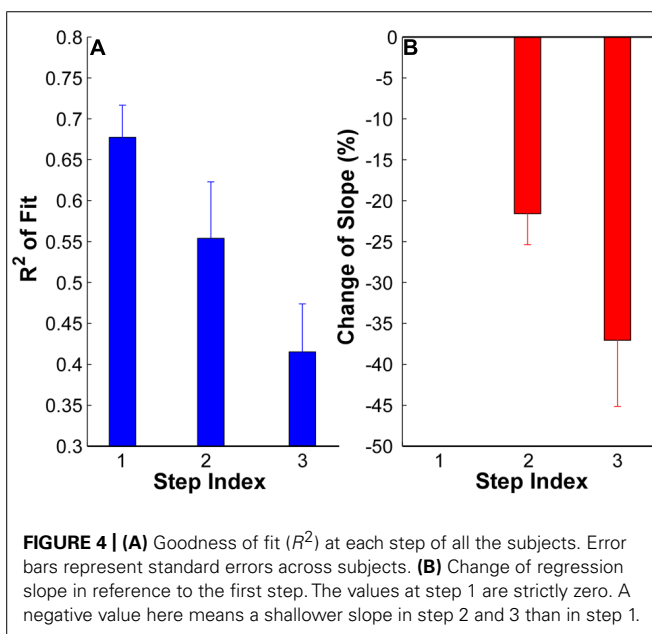 A
0.8
0.75
0.7
0.65
0.6
0.55
0.5
0.45
0.4
0.35
0.3
R² of Fit
1 2 3
Step Index
B
0
-5
-10
-15
-20
-25
-30
-35
-40
-45
-50
Change of Slope (%)
1 2 3
Step Index
FIGURE 4 | (A) Goodness of fit (R²) at each step of all the subjects. Error
bars represent standard errors across subjects. (B) Change of regression
slope in reference to the first step. The values at step 1 are strictly zero. A
negative value here means a shallower slope in step 2 and 3 than in step 1.